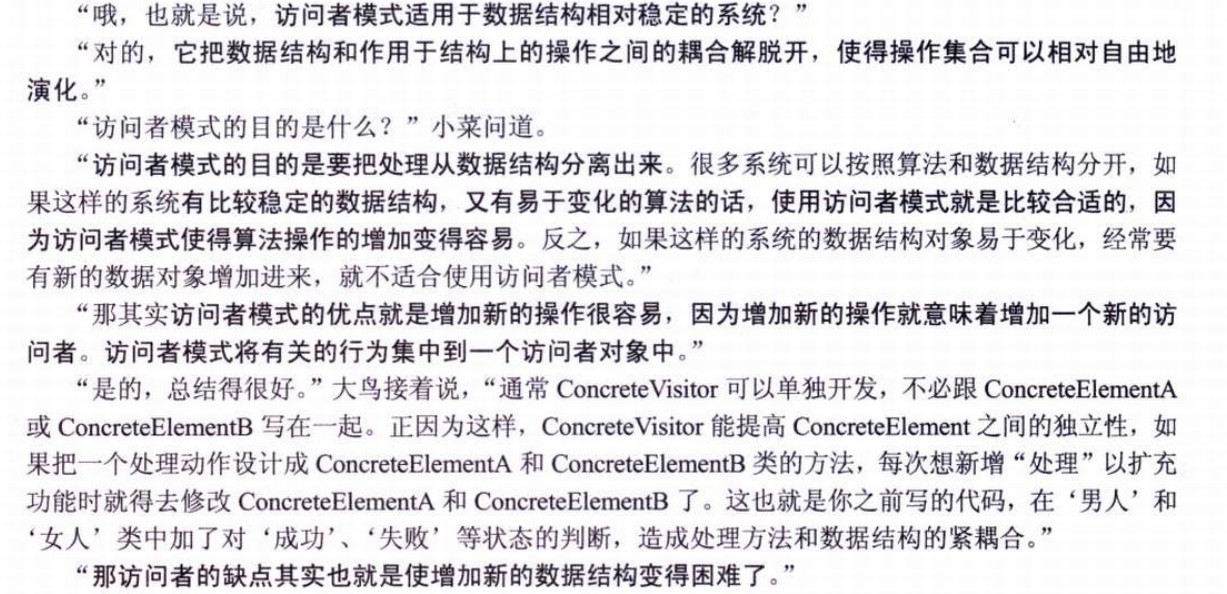 “哦，也就是说，访问者模式适用于数据结构相对稳定的系统？”
“对的，它把数据结构和作用于结构上的操作之间的耦合解脱开，使得操作集合可以相对自由地
演化。”
“访问者模式的目的是什么？”小菜问道。
“访问者模式的目的是要把处理从数据结构分离出来。很多系统可以按照算法和数据结构分开，如
果这样的系统有比较稳定的数据结构，又有易于变化的算法的话，使用访问者模式就是比较合适的，因
为访问者模式使得算法操作的增加变得容易。反之，如果这样的系统的数据结构对象易于变化，经常要
有新的数据对象增加进来，就不适合使用访问者模式。”
“那其实访问者模式的优点就是增加新的操作很容易，因为增加新的操作就意味着增加一个新的访
问者。访问者模式将有关的行为集中到一个访问者对象中。”
“是的，总结得很好。”大鸟接着说，“通常 ConcreteVisitor 可以单独开发，不必跟 ConcreteElementA
或 ConcreteElementB 写在一起。正因为这样，ConcreteVisitor 能提高 ConcreteElement 之间的独立性，如
果把一个处理动作设计成 ConcreteElementA 和 ConcreteElementB 类的方法，每次想新增“处理”以扩充
功能时就得去修改 ConcreteElementA 和 ConcreteElementB 了。这也就是你之前写的代码，在‘男人’和
‘女人’类中加了对‘成功’、‘失败’等状态的判断，造成处理方法和数据结构的紧耦合。”
“那访问者的缺点其实也就是使增加新的数据结构变得困难了。”